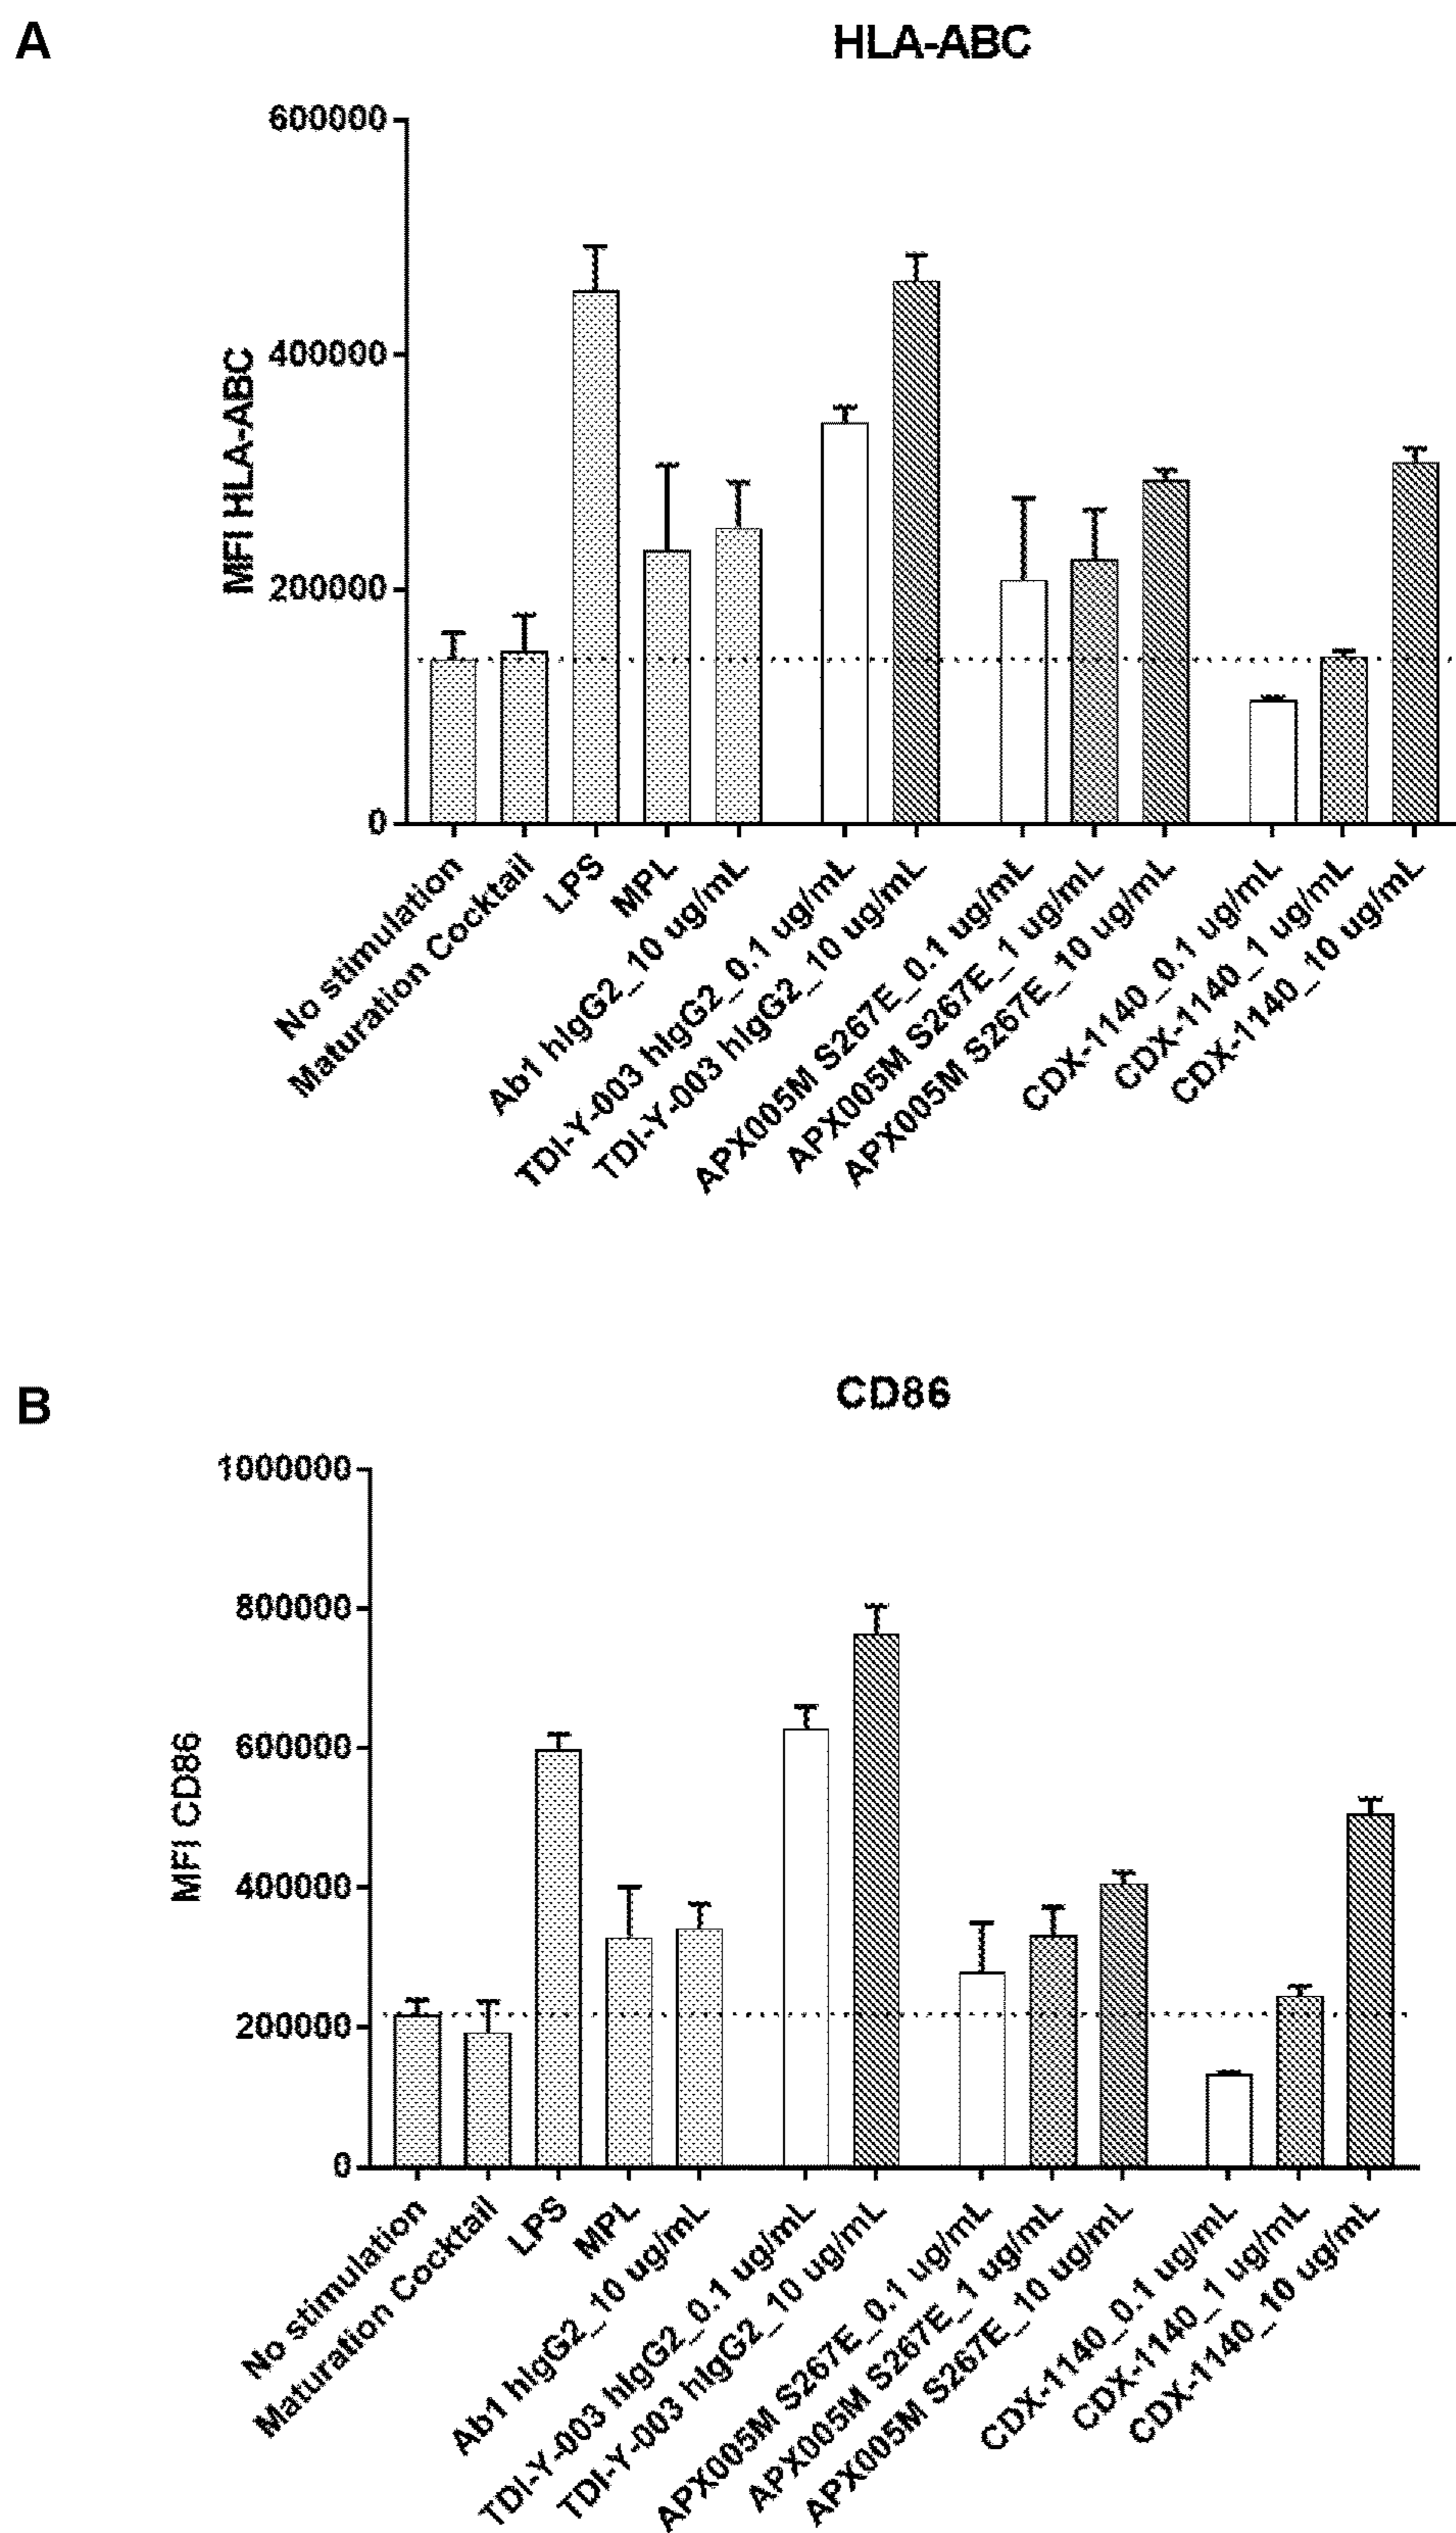 A
HLA-ABC
MFI HLA-ABC
600000
400000
200000
0
No stimulation
Maturation Cocktail
LPS
MPL
Ab1 hIgG2_10 ug/mL
TDI-Y-003 hIgG2_0.1 ug/mL
TDI-Y-003 hIgG2_10 ug/mL
APX005M S267E_0.1 ug/mL
APX005M S267E_1 ug/mL
APX005M S267E_10 ug/mL
CDX-1140_0.1 ug/mL
CDX-1140_1 ug/mL
CDX-1140_10 ug/mL
B
CD86
MFI CD86
1000000
800000
600000
400000
200000
0
No stimulation
Maturation Cocktail
LPS
MPL
Ab1 hIgG2_10 ug/mL
TDI-Y-003 hIgG2_0.1 ug/mL
TDI-Y-003 hIgG2_10 ug/mL
APX005M S267E_0.1 ug/mL
APX005M S267E_1 ug/mL
APX005M S267E_10 ug/mL
CDX-1140_0.1 ug/mL
CDX-1140_1 ug/mL
CDX-1140_10 ug/mL